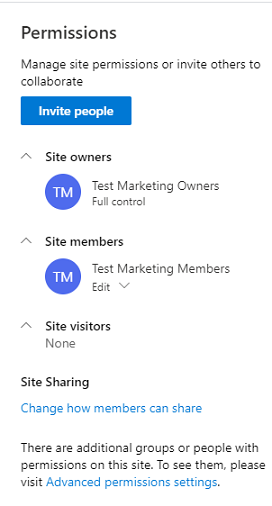 Permissions
Manage site permissions or invite others to
collaborate
Invite people
Site owners
TM
Test Marketing Owners
Full control
Site members
TM
Test Marketing Members
Edit
Site visitors
None
Site Sharing
Change how members can share
There are additional groups or people with
permissions on this site. To see them, please
visit Advanced permissions settings.